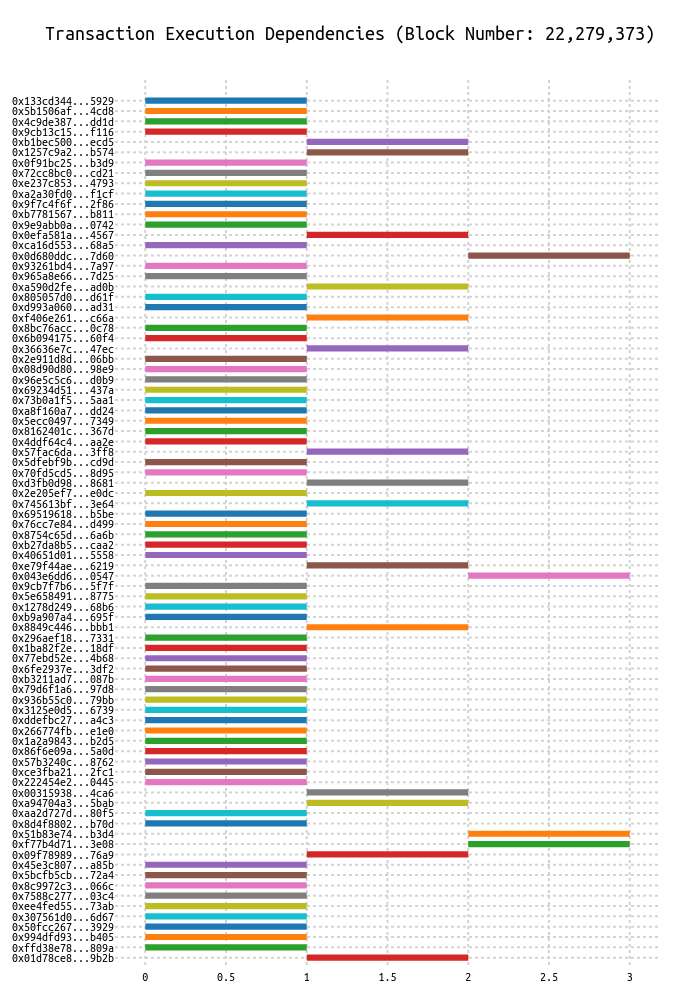 Transaction Execution Dependencies (Block Number: 22,279,373)
0x133cd344...5929
0x5b1506af...4cd8
0x4c9de387...dd1d
0x9cb13c15...f116
0xb1bec500...ecd5
0x1257c9a2...b574
0x0f91bc25...b3d9
0x72cc8bc0...cd21
0xe237c853...4793
0xa2a30fd0...f1cf
0x9f7c4f6f...2f86
0xb7781567...b811
0x9e9abb0a...0742
0x0efa581a...4567
0xca16d553...68a5
0x0d680ddc...7d60
0x93261bd4...7a97
0x965a8e66...7d25
0xa590d2fe...ad0b
0x805057d0...d61f
0xd993a060...ad31
0xf406e261...c66a
0x8bc76acc...0c78
0x6b094175...60f4
0x36636e7c...47ec
0x2e911d8d...06bb
0x08d90d80...98e9
0x96e5c5c6...d0b9
0x69234d51...437a
0x73b0a1f5...5aa1
0xa8f160a7...dd24
0x5ecc0497...7349
0x8162401c...367d
0x4ddf64c4...aa2e
0x57fac6da...3ff8
0x5dfebf9b...cd9d
0x70fd5cd5...8d95
0xd3fb0d98...8681
0x2e205ef7...e0dc
0x745613bf...3e64
0x69519618...b5be
0x76cc7e84...d499
0x8754c65d...6a6b
0xb27da8b5...caa2
0x40651d01...5558
0xe79f44ae...6219
0x043e6dd6...0547
0x9cb7f7b6...5f7f
0x5e658491...8775
0x1278d249...68b6
0xb9a907a4...695f
0x8849c446...bbb1
0x296aef18...7331
0x1ba82f2e...18df
0x77ebd52e...4b68
0x6fe2937e...3df2
0xb3211ad7...087b
0x79d6f1a6...97d8
0x936b55c0...79bb
0x3125e0d5...6739
0xddefbc27...a4c3
0x266774fb...e1e0
0x1a2a9843...b2d5
0x86f6e09a...5a0d
0x57b3240c...8762
0xce3fba21...2fc1
0x222454e2...0445
0x00315938...4ca6
0xa94704a3...5bab
0xaa2d727d...80f5
0x8d4f8802...b70d
0x51b83e74...b3d4
0xf77b4d71...3e08
0x09f78989...76a9
0x45e3c807...a85b
0x5bcfb5cb...72a4
0x8c9972c3...066c
0x7588c277...03c4
0xee4fed55...73ab
0x307561d0...6d67
0x50fcc267...3929
0x994dfd93...b405
0xffd38e78...809a
0x01d78ce8...9b2b
0 0.5 1 1.5 2 2.5 3